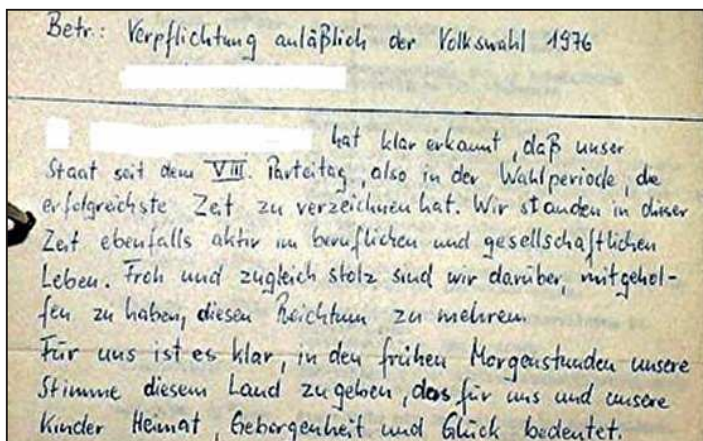 Betr.: Verpflichtung anläßlich der Volkswahl 1976
hat klar erkannt, daß unser
Staat seit dem VIII. Parteitag, also in der Wahlperiode, die
erfolgreichste Zeit zu verzeichnen hat. Wir standen in dieser
Zeit ebenfalls aktiv im beruflichen und gesellschaftlichen
Leben. Froh und zugleich stolz sind wir darüber, mitgehol-
fen zu haben, diesen Reichtum zu mehren.
Für uns ist es klar, in den frühen Morgenstunden unsere
Stimme diesem Land zu geben, das für uns und unsere
Kinder Heimat, Geborgenheit und Glück bedeutet.